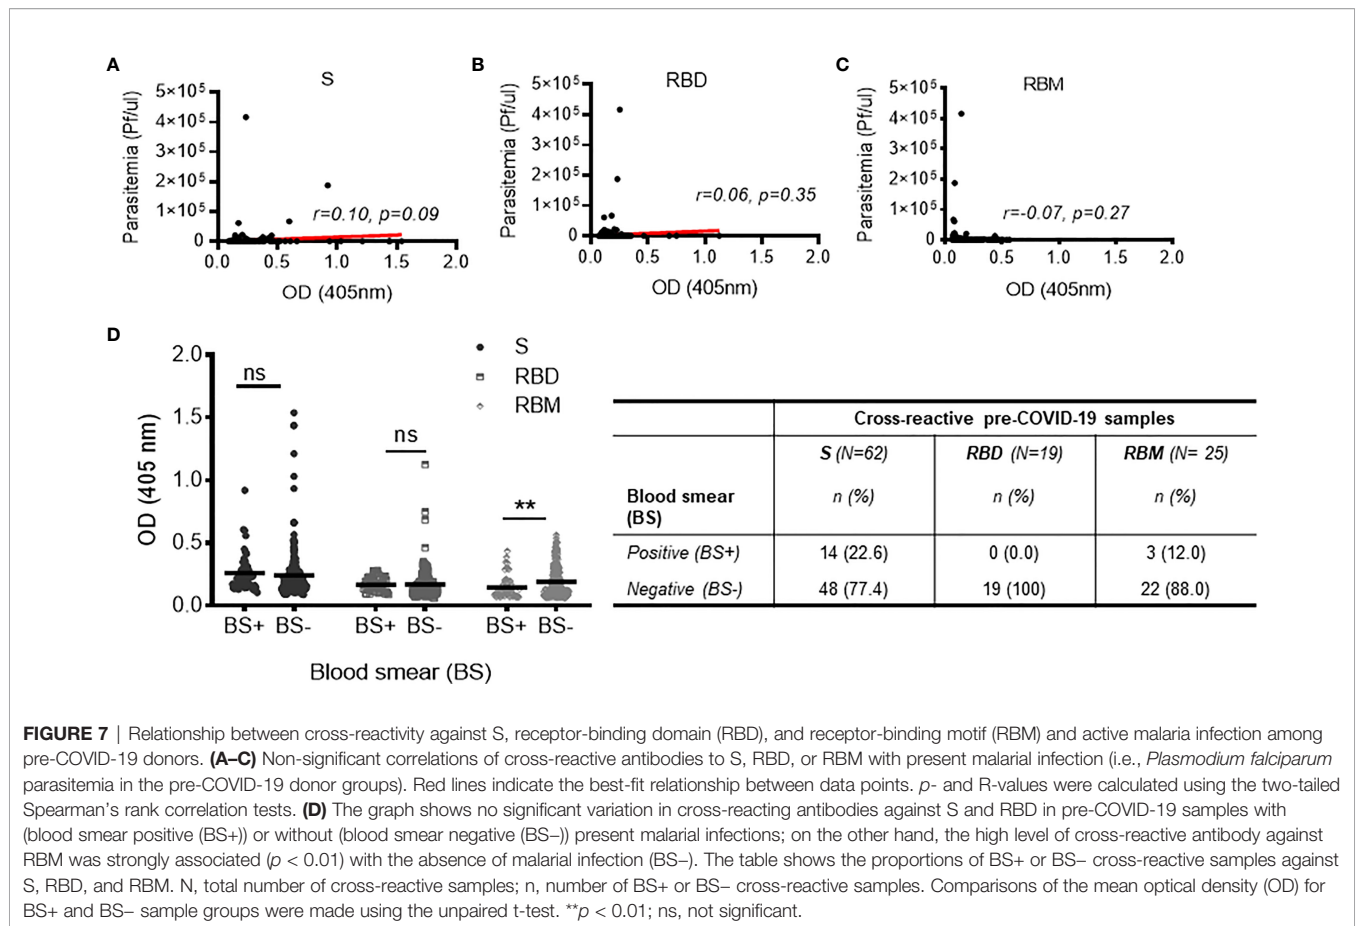 A
S
5×10⁵
4×10⁵
3×10⁵
2×10⁵
1×10⁵
0
Parasitemia (Pf/ul)
r=0.10, p=0.09
0.0 0.5 1.0 1.5 2.0
OD (405nm)
B
RBD
5×10⁵
4×10⁵
3×10⁵
2×10⁵
1×10⁵
0
Parasitemia (Pf/ul)
r=0.06, p=0.35
0.0 0.5 1.0 1.5 2.0
OD (405nm)
C
RBM
5×10⁵
4×10⁵
3×10⁵
2×10⁵
1×10⁵
0
Parasitemia (Pf/ul)
r=-0.07, p=0.27
0.0 0.5 1.0 1.5 2.0
OD (405nm)
D
2.0
1.5
1.0
0.5
0.0
OD (405 nm)
ns
ns
**
S
RBD
RBM
BS+ BS- BS+ BS- BS+ BS-
Blood smear (BS)
Cross-reactive pre-COVID-19 samples
S (N=62) RBD (N=19) RBM (N= 25)
Blood smear n (%) n (%) n (%)
(BS)
Positive (BS+) 14 (22.6) 0 (0.0) 3 (12.0)
Negative (BS-) 48 (77.4) 19 (100) 22 (88.0)
FIGURE 7 | Relationship between cross-reactivity against S, receptor-binding domain (RBD), and receptor-binding motif (RBM) and active malaria infection among
pre-COVID-19 donors. (A–C) Non-significant correlations of cross-reactive antibodies to S, RBD, or RBM with present malarial infection (i.e., Plasmodium falciparum
parasitemia in the pre-COVID-19 donor groups). Red lines indicate the best-fit relationship between data points. p- and R-values were calculated using the two-tailed
Spearman’s rank correlation tests. (D) The graph shows no significant variation in cross-reacting antibodies against S and RBD in pre-COVID-19 samples with
(blood smear positive (BS+)) or without (blood smear negative (BS−)) present malarial infections; on the other hand, the high level of cross-reactive antibody against
RBM was strongly associated (p < 0.01) with the absence of malarial infection (BS−). The table shows the proportions of BS+ or BS− cross-reactive samples against
S, RBD, and RBM. N, total number of cross-reactive samples; n, number of BS+ or BS− cross-reactive samples. Comparisons of the mean optical density (OD) for
BS+ and BS− sample groups were made using the unpaired t-test. **p < 0.01; ns, not significant.